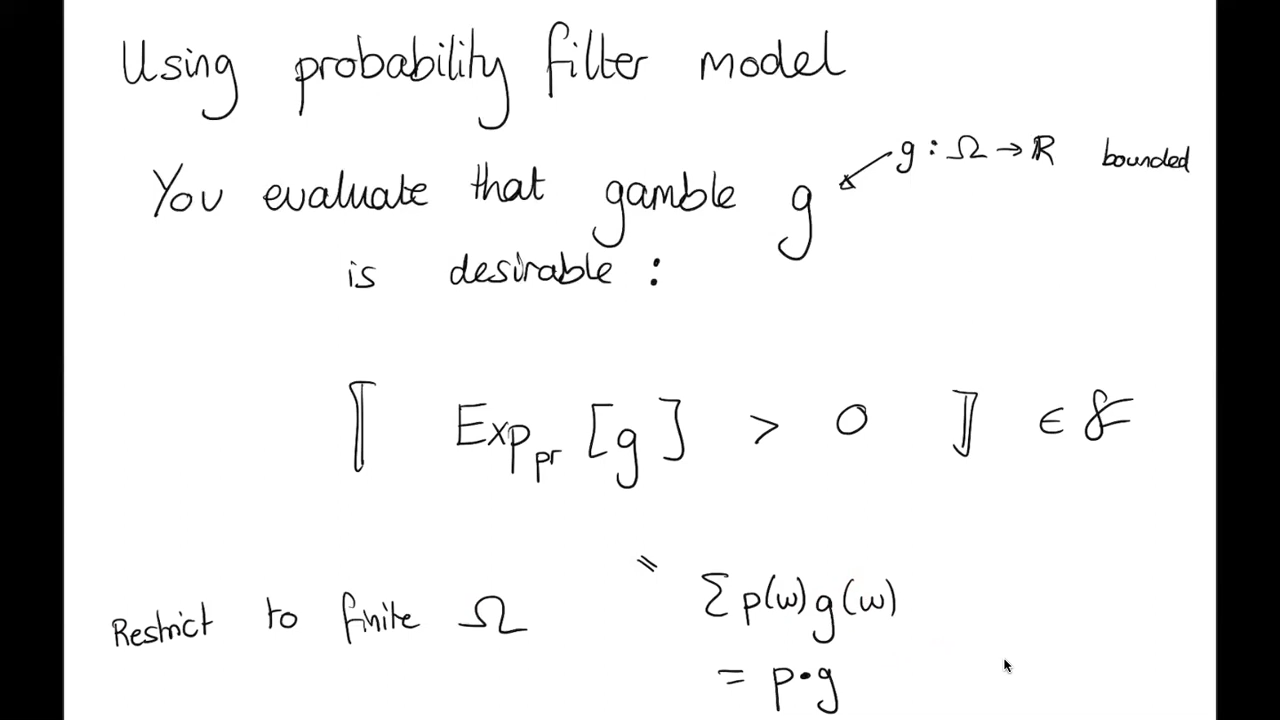 Using probability filter model
You evaluate that gamble g
g : Ω → ℝ bounded
is desirable :
⟦ Exp_pr [g] > 0 ⟧ ∈ ℱ
=
Σ p(ω) g(ω)
Restrict to finite Ω
= p·g